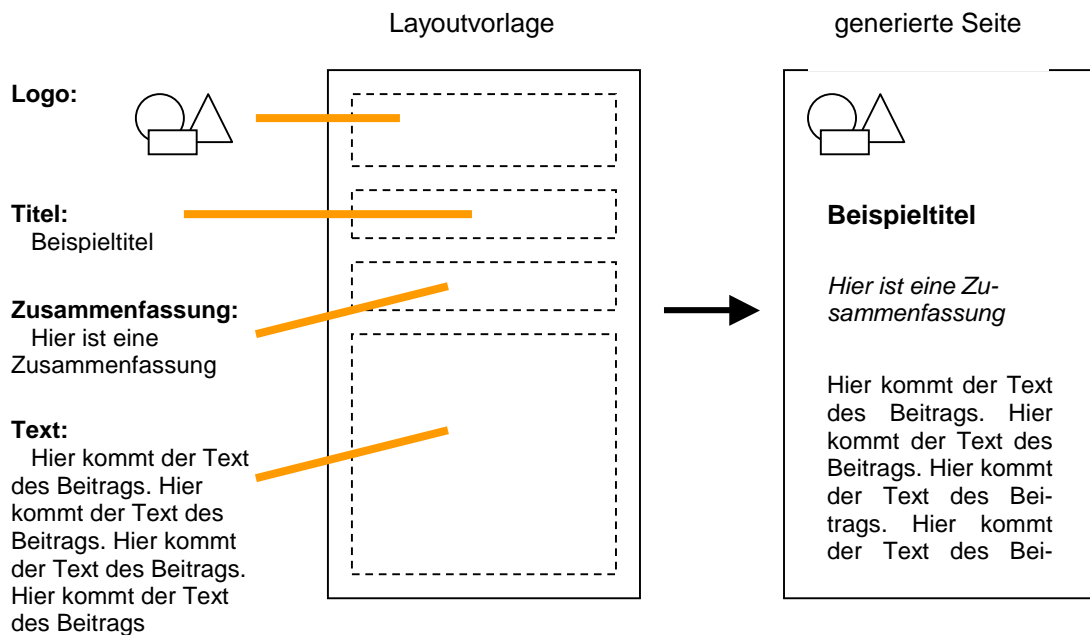 Layoutvorlage
generierte Seite
Logo:
Titel:
Beispieltitel
Zusammenfassung:
Hier ist eine
Zusammenfassung
Text:
Hier kommt der Text
des Beitrags. Hier
kommt der Text des
Beitrags. Hier kommt
der Text des Beitrags.
Hier kommt der Text
des Beitrags
Beispieltitel
Hier ist eine Zu-
sammenfassung
Hier kommt der Text
des Beitrags. Hier
kommt der Text des
Beitrags. Hier kommt
der Text des Bei-
trags. Hier kommt
der Text des Bei-